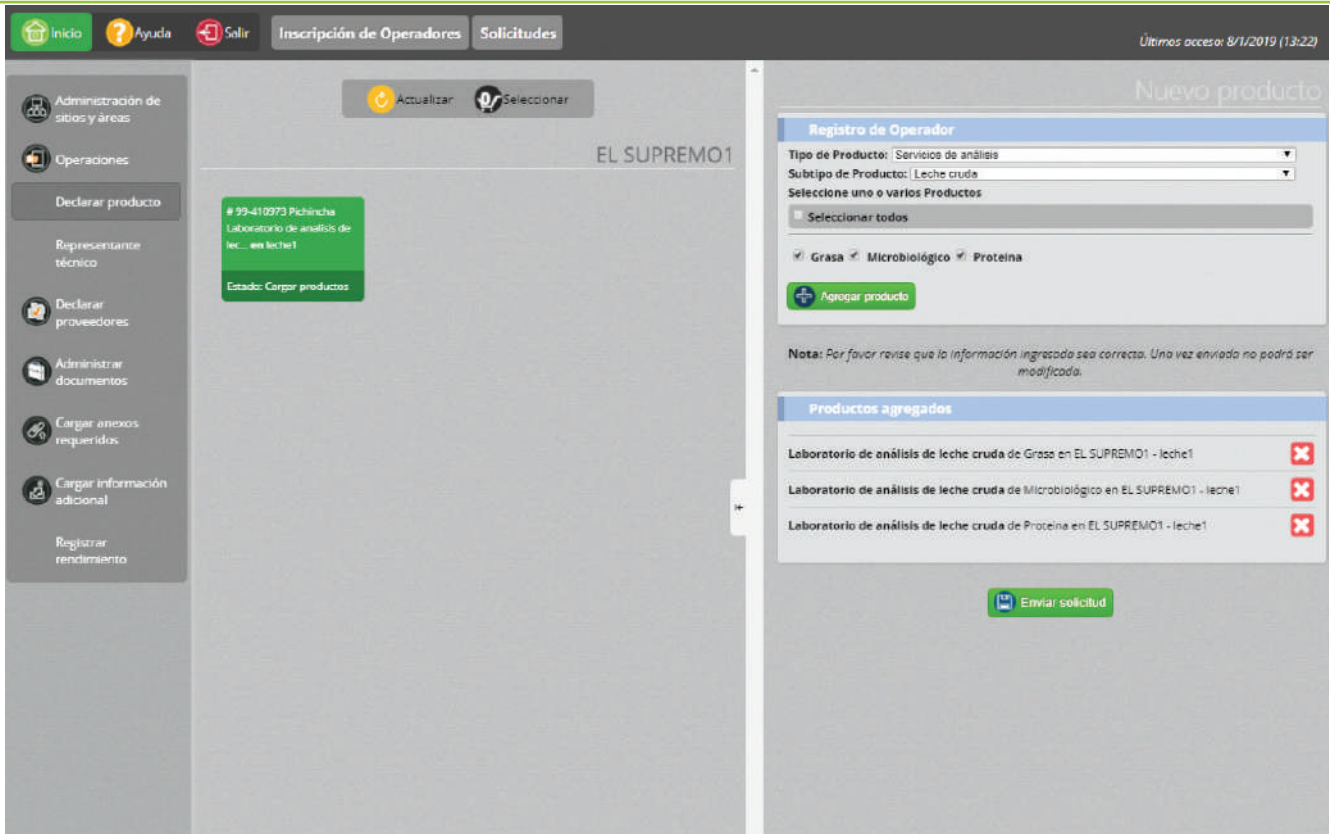 Inicio
Ayuda
Salir
Inscripción de Operadores
Solicitudes
Últimos acceso: 8/1/2019 (13:22)
Administración de
sitios y áreas
Operaciones
Declarar producto
Representante
técnico
Declarar
proveedores
Administrar
documentos
Cargar anexos
requeridos
Cargar información
adicional
Registrar
rendimiento
Actualizar
Seleccionar
EL SUPREMO1
# 99-410973 Pichincha
Laboratorio de analisis de
lec... en leche1
Estado: Cargar productos
Nuevo producto
Registro de Operador
Tipo de Producto: Servicios de análisis
Subtipo de Producto: Leche cruda
Seleccione uno o varios Productos
Seleccionar todos
Grasa Microbiológico Proteina
Agregar producto
Nota: Por favor revise que la información ingresada sea correcta. Una vez enviada no podrá ser
modificada.
Productos agregados
Laboratorio de análisis de leche cruda de Grasa en EL SUPREMO1 - leche1
Laboratorio de análisis de leche cruda de Microbiológico en EL SUPREMO1 - leche1
Laboratorio de análisis de leche cruda de Proteina en EL SUPREMO1 - leche1
Enviar solicitud